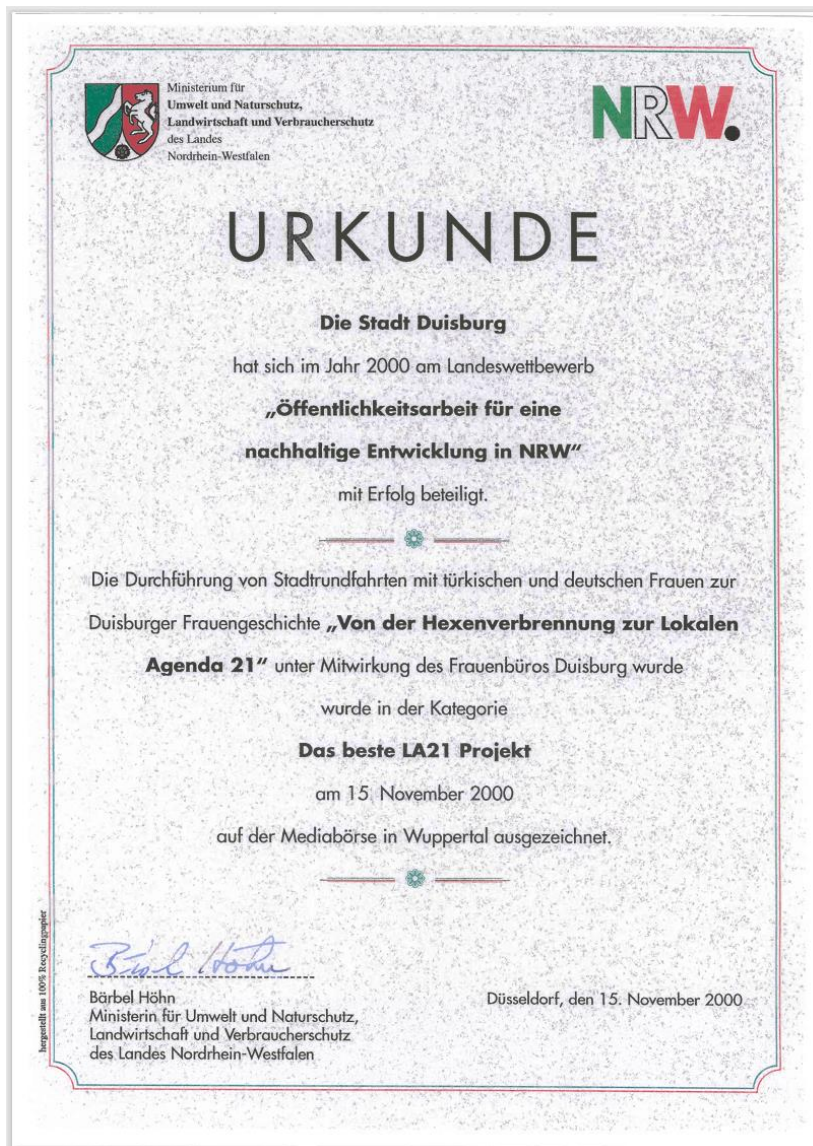 Ministerium für
Umwelt und Naturschutz,
Landwirtschaft und Verbraucherschutz
des Landes
Nordrhein-Westfalen
NRW.
URKUNDE
Die Stadt Duisburg
hat sich im Jahr 2000 am Landeswettbewerb
„Öffentlichkeitsarbeit für eine
nachhaltige Entwicklung in NRW“
mit Erfolg beteiligt.
Die Durchführung von Stadtrundfahrten mit türkischen und deutschen Frauen zur
Duisburger Frauengeschichte „Von der Hexenverbrennung zur Lokalen
Agenda 21“ unter Mitwirkung des Frauenbüros Duisburg wurde
wurde in der Kategorie
Das beste LA21 Projekt
am 15. November 2000
auf der Mediabörse in Wuppertal ausgezeichnet.
Bärbel Höhn
Bärbel Höhn
Ministerin für Umwelt und Naturschutz,
Landwirtschaft und Verbraucherschutz
des Landes Nordrhein-Westfalen
Düsseldorf, den 15. November 2000
hergestellt aus 100% Recyclingpapier